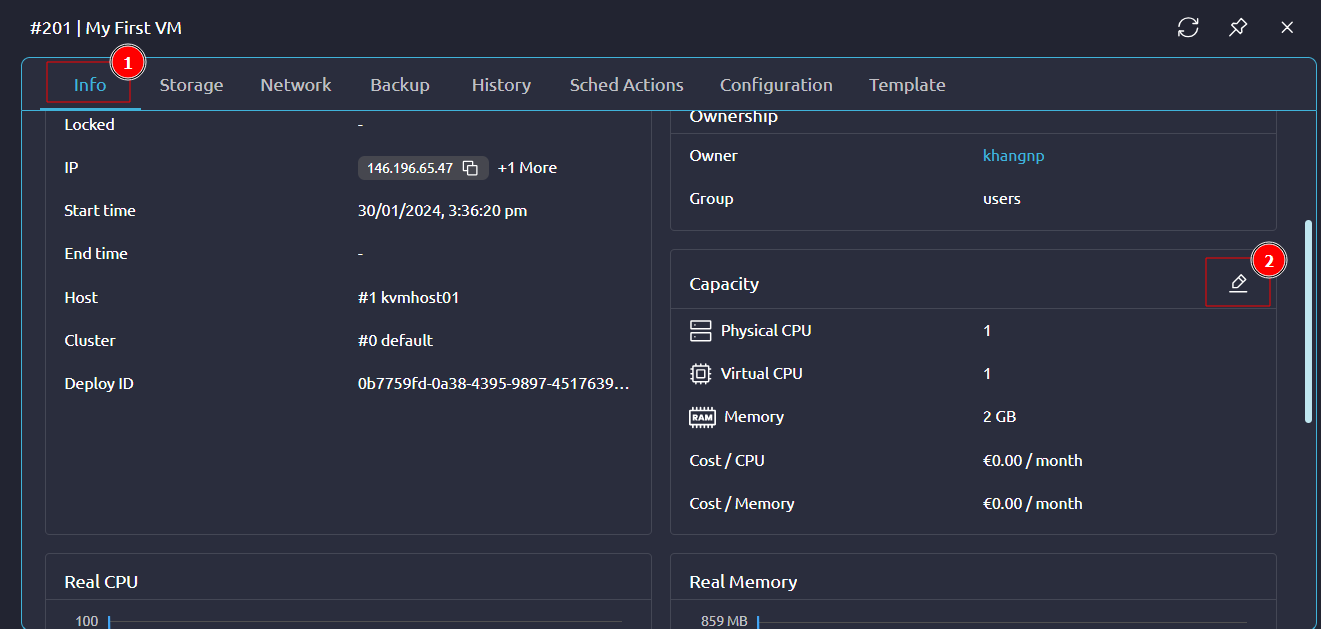 #201 | My First VM
1
Info Storage Network Backup History Sched Actions Configuration Template
Locked -
IP 146.196.65.47 +1 More
Start time 30/01/2024, 3:36:20 pm
End time -
Host #1 kvmhost01
Cluster #0 default
Deploy ID 0b7759fd-0a38-4395-9897-4517639...
Ownership
Owner khangnp
Group users
2
Capacity
Physical CPU 1
Virtual CPU 1
RAM Memory 2 GB
Cost / CPU €0.00 / month
Cost / Memory €0.00 / month
Real CPU
100
Real Memory
859 MB